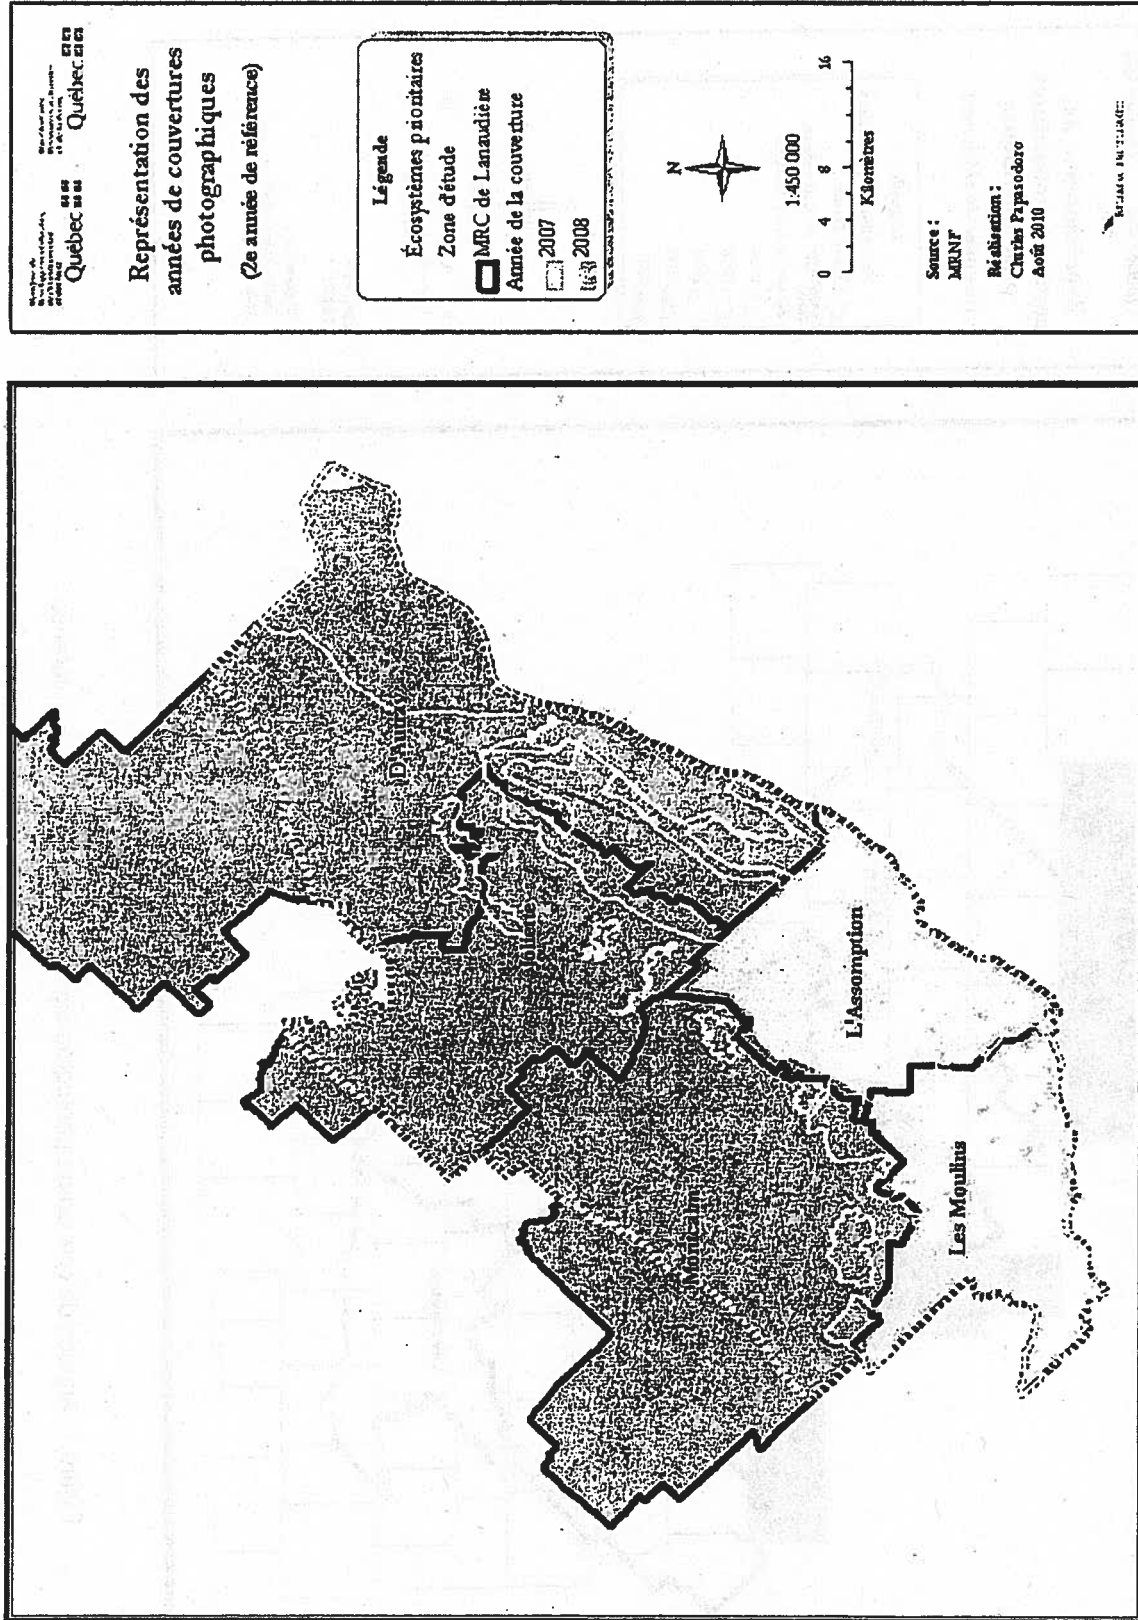 Québec
Québec
Représentation des
années de couvertures
photographiques
(2e année de référence)
Légende
Écosystèmes prioritaires
Zone d'étude
MRC de Lanaudière
Année de la couverture
2007
2008
N
1:450 000
0 4 8 16
Kilomètres
Source :
MRNF
Réalisation :
Charles Papasodoro
Août 2010
D'Autray
Joliette
Montcalm
L'Assomption
Les Moulins